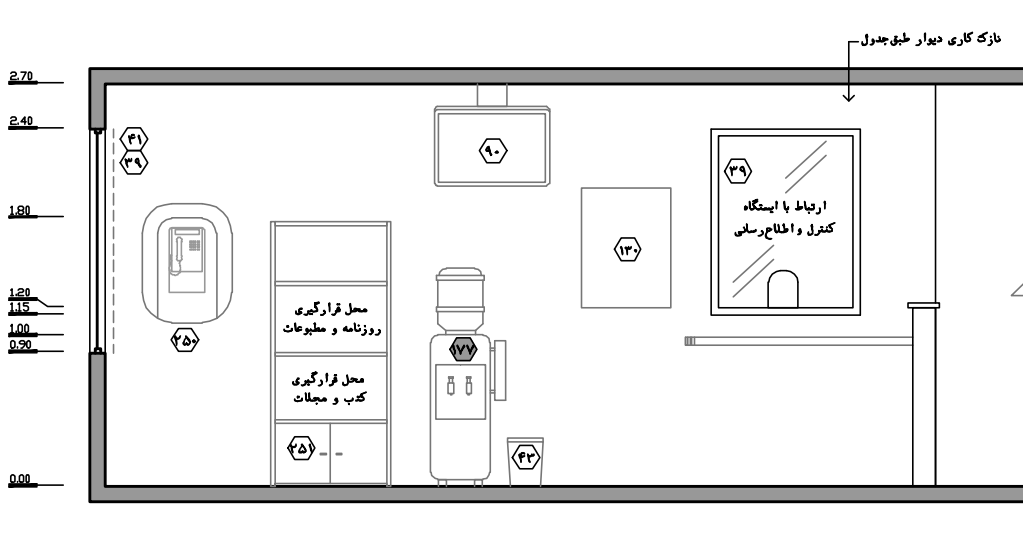 نازک کاری دیوار طبق‌جدول
2.70
2.40
1.80
1.20
1.15
1.00
0.90
0.00
۴۱
۳۹
۹۰
۳۹
ارتباط با ایستگاه
کنترل و اطلاع‌رسانی
۱۳۰
محل قرارگیری
روزنامه و مطبوعات
۲۵۰
۱۷۷
محل قرارگیری
کتب و مجلات
۲۵۱
۴۳